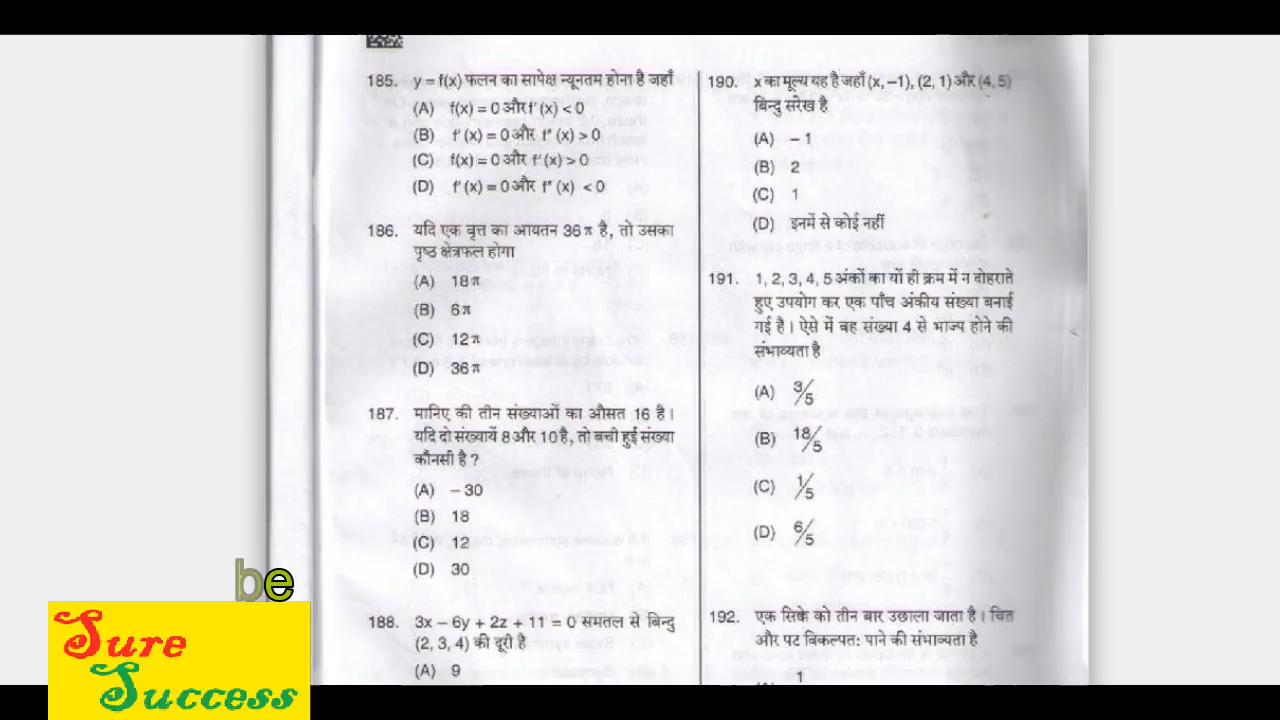 185. y = f(x) फलन का सापेक्ष न्यूनतम होना है जहाँ
(A) f(x) = 0 और f' (x) < 0
(B) f' (x) = 0 और f'' (x) > 0
(C) f(x) = 0 और f' (x) > 0
(D) f' (x) = 0 और f'' (x) < 0
186. यदि एक वृत्त का आयतन 36 π है, तो उसका
पृष्ठ क्षेत्रफल होगा
(A) 18 π
(B) 6 π
(C) 12 π
(D) 36 π
187. मानिए की तीन संख्याओं का औसत 16 है।
यदि दो संख्यायें 8 और 10 है, तो बची हुई संख्या
कौनसी है ?
(A) – 30
(B) 18
(C) 12
(D) 30
188. 3x – 6y + 2z + 11 = 0 समतल से बिन्दु
(2, 3, 4) की दूरी है
(A) 9
190. x का मूल्य यह है जहाँ (x, –1), (2, 1) और (4, 5)
बिन्दु सरेख है
(A) – 1
(B) 2
(C) 1
(D) इनमें से कोई नहीं
191. 1, 2, 3, 4, 5 अंकों का यों ही क्रम में न दोहराते
हुए उपयोग कर एक पाँच अंकीय संख्या बनाई
गई है। ऐसे में वह संख्या 4 से भाज्य होने की
संभाव्यता है
(A) 3/5
(B) 18/5
(C) 1/5
(D) 6/5
192. एक सिक्के को तीन बार उछाला जाता है। चित
और पट विकल्पत: पाने की संभाव्यता है
1
be
Sure
Success